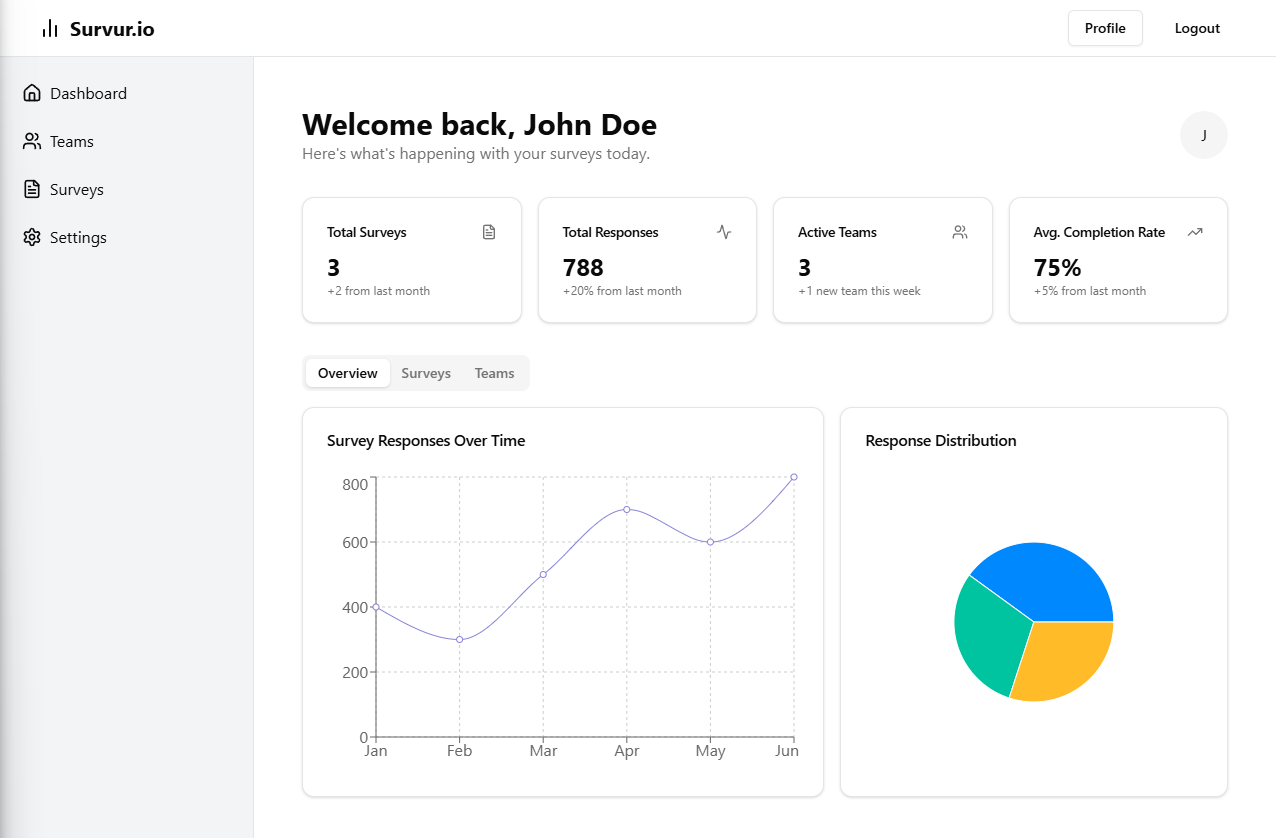 Survur.io
Profile
Logout
Dashboard
Teams
Surveys
Settings
Welcome back, John Doe
Here's what's happening with your surveys today.
J
Total Surveys
3
+2 from last month
Total Responses
788
+20% from last month
Active Teams
3
+1 new team this week
Avg. Completion Rate
75%
+5% from last month
Overview
Surveys
Teams
Survey Responses Over Time
800
600
400
200
0
Jan
Feb
Mar
Apr
May
Jun
Response Distribution